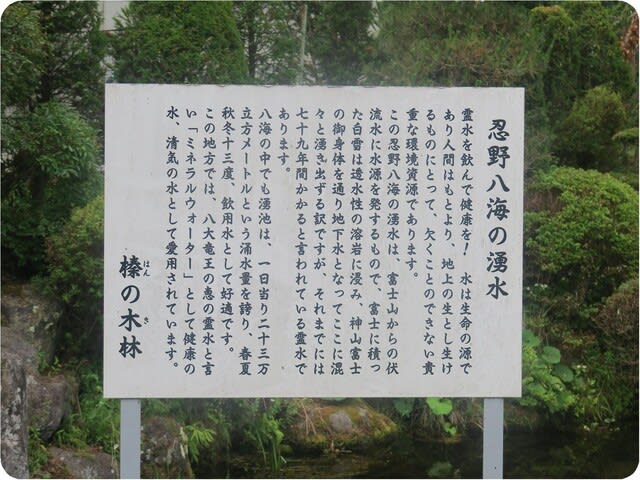 忍野八海の湧水
霊水を飲んで健康を! 水は生命の源で
あり人間はもとより、地上の生とし生け
るものにとって、欠くことのできない貴
重な環境資源であります。
この忍野八海の湧水は、富士山からの伏
流水に水源を発するもので、富士に積っ
た白雪は透水性の溶岩に浸み、神山富士
の御身体を通り地下水となってここに混
々と湧き出ずる訳ですが、それまでには
七十九年間かかると言われている霊水で
あります。
八海の中でも湧池は、一日当り二十三万
立方メートルという涌水量を誇り、春夏
秋冬十三度、飲用水として好適です。
この地方では、八大竜王の恵の霊水と言
い「ミネラルウォーター」として健康の
水、清気の水として愛用されています。
榛の木林
はん き